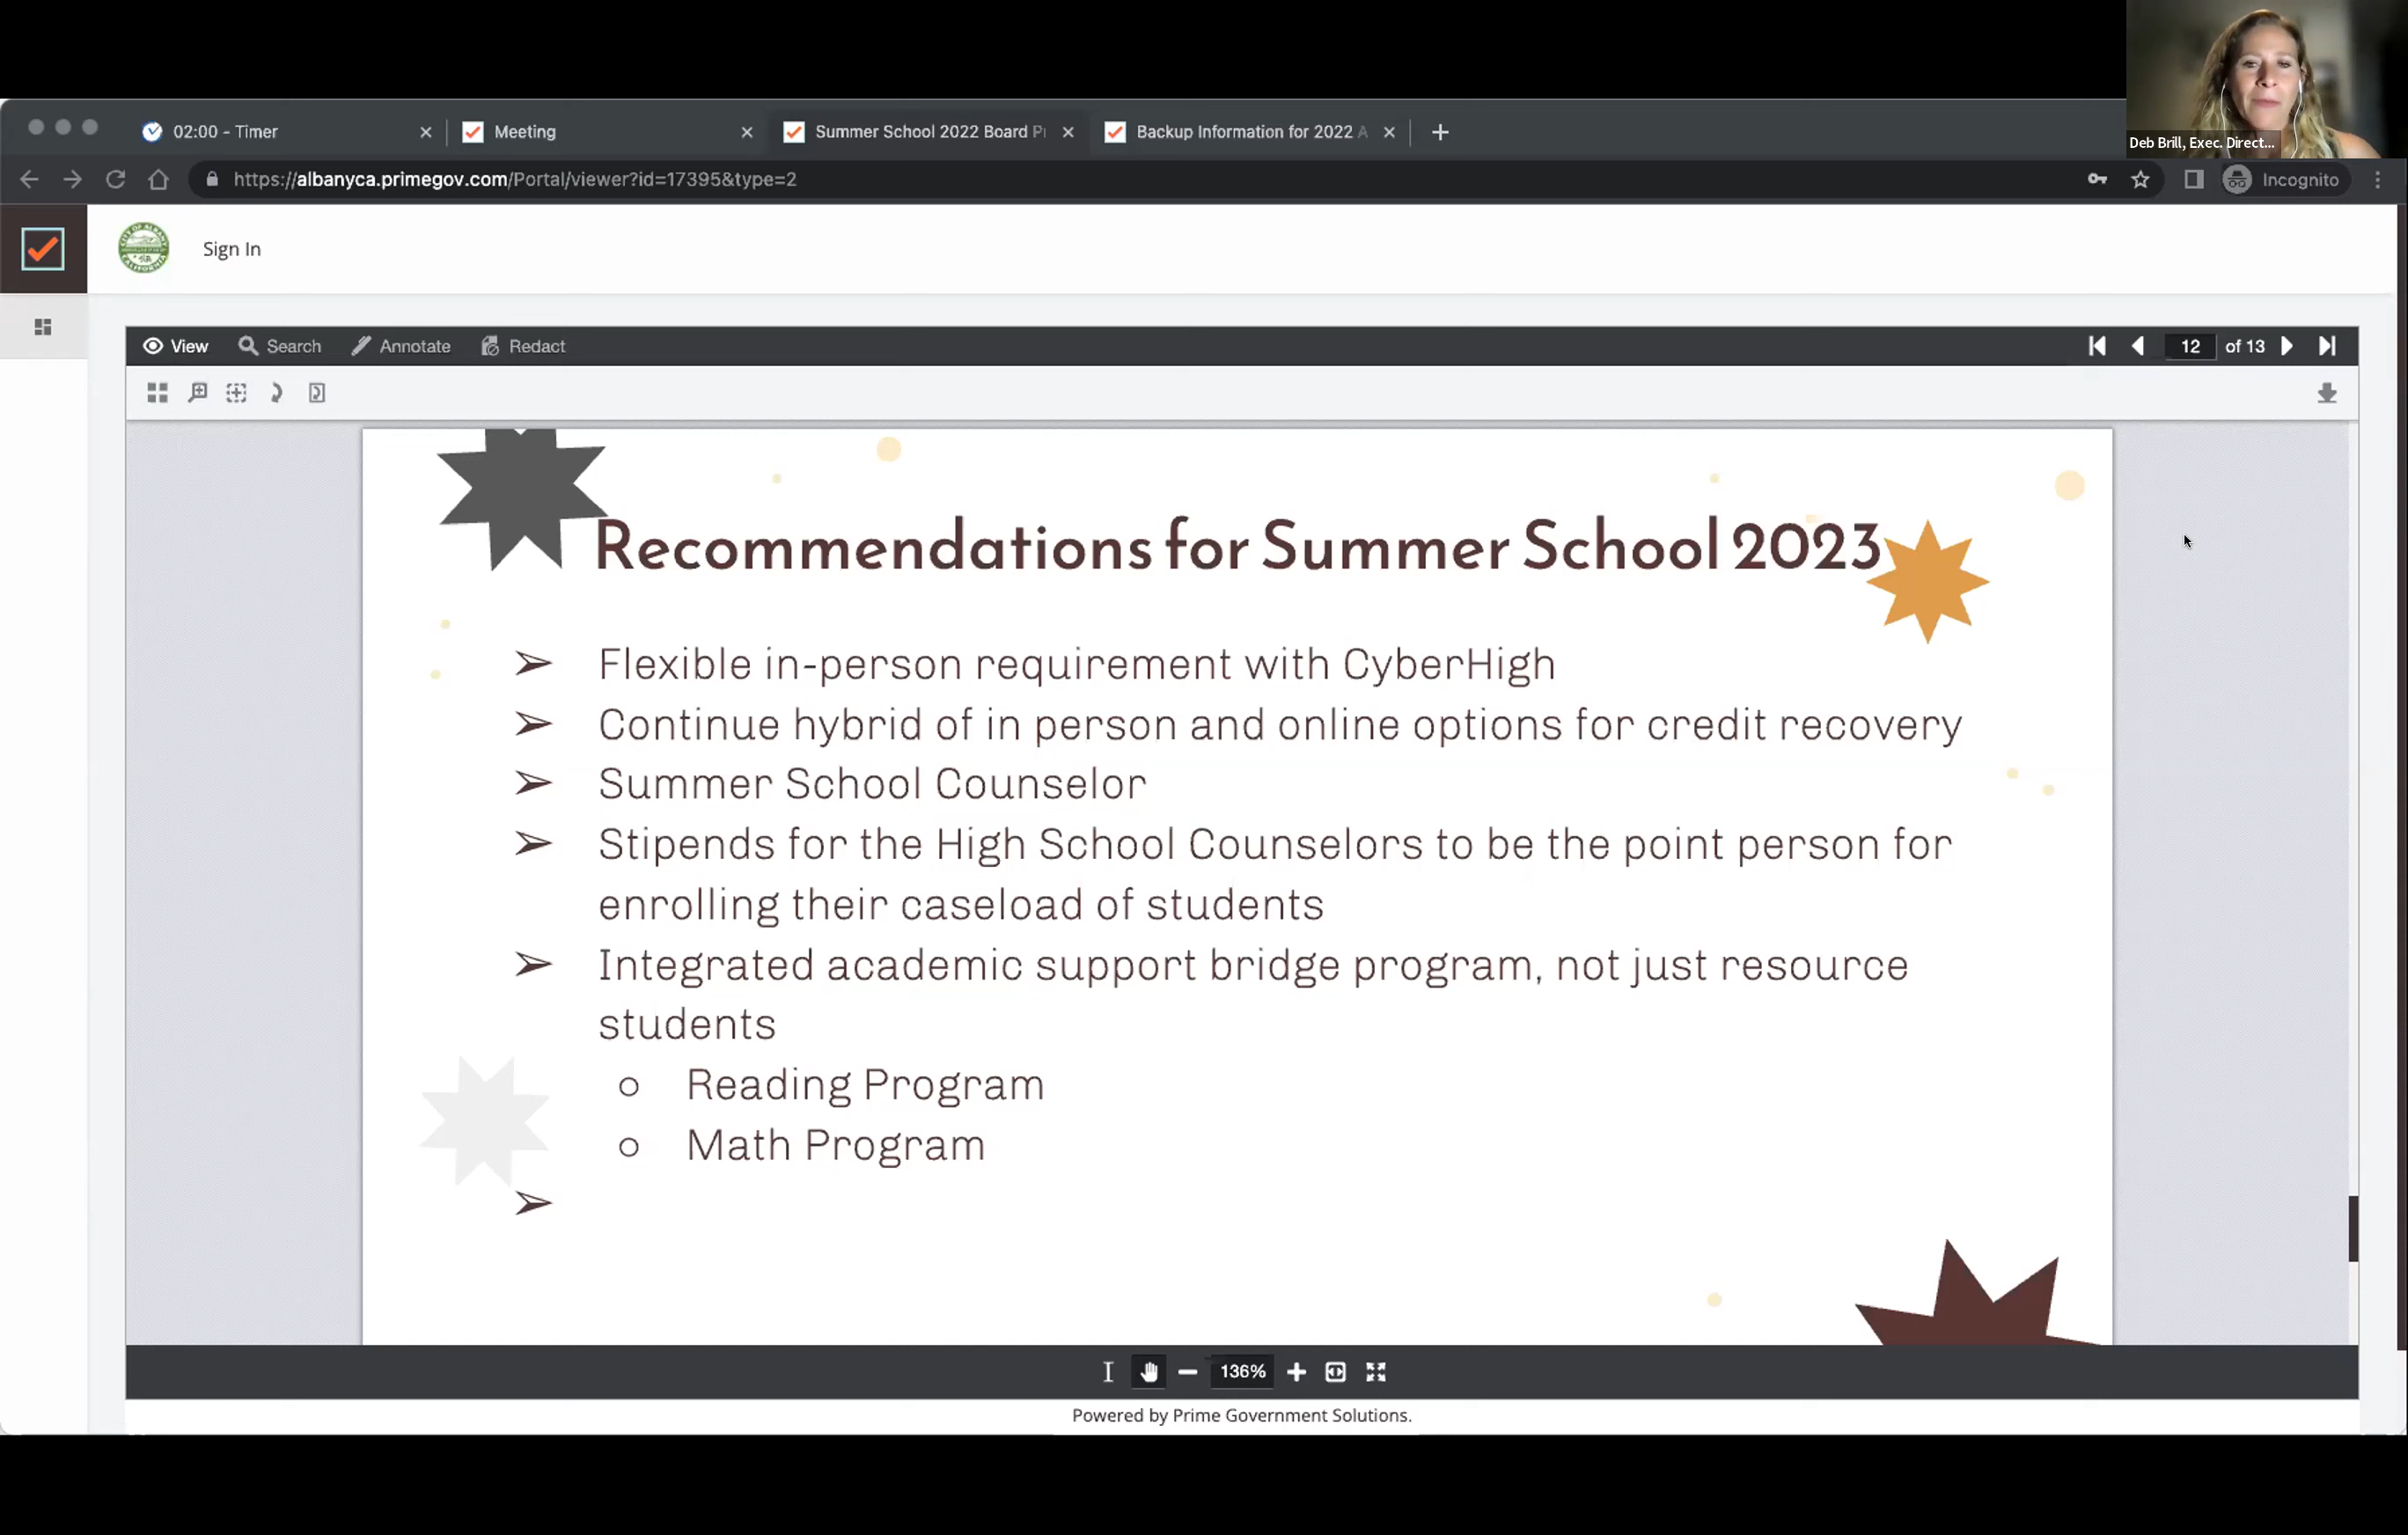 Deb Brill, Exec. Direct...
02:00 - Timer
Meeting
Summer School 2022 Board Pr
Backup Information for 2022 A
https://albanyca.primegov.com/Portal/viewer?id=17395&type=2
Incognito
CITY OF ALBANY
CALIFORNIA
Sign In
View
Search
Annotate
Redact
12 of 13
Recommendations for Summer School 2023
➢ Flexible in-person requirement with CyberHigh
➢ Continue hybrid of in person and online options for credit recovery
➢ Summer School Counselor
➢ Stipends for the High School Counselors to be the point person for
enrolling their caseload of students
➢ Integrated academic support bridge program, not just resource
students
○ Reading Program
○ Math Program
➢
136%
Powered by Prime Government Solutions.